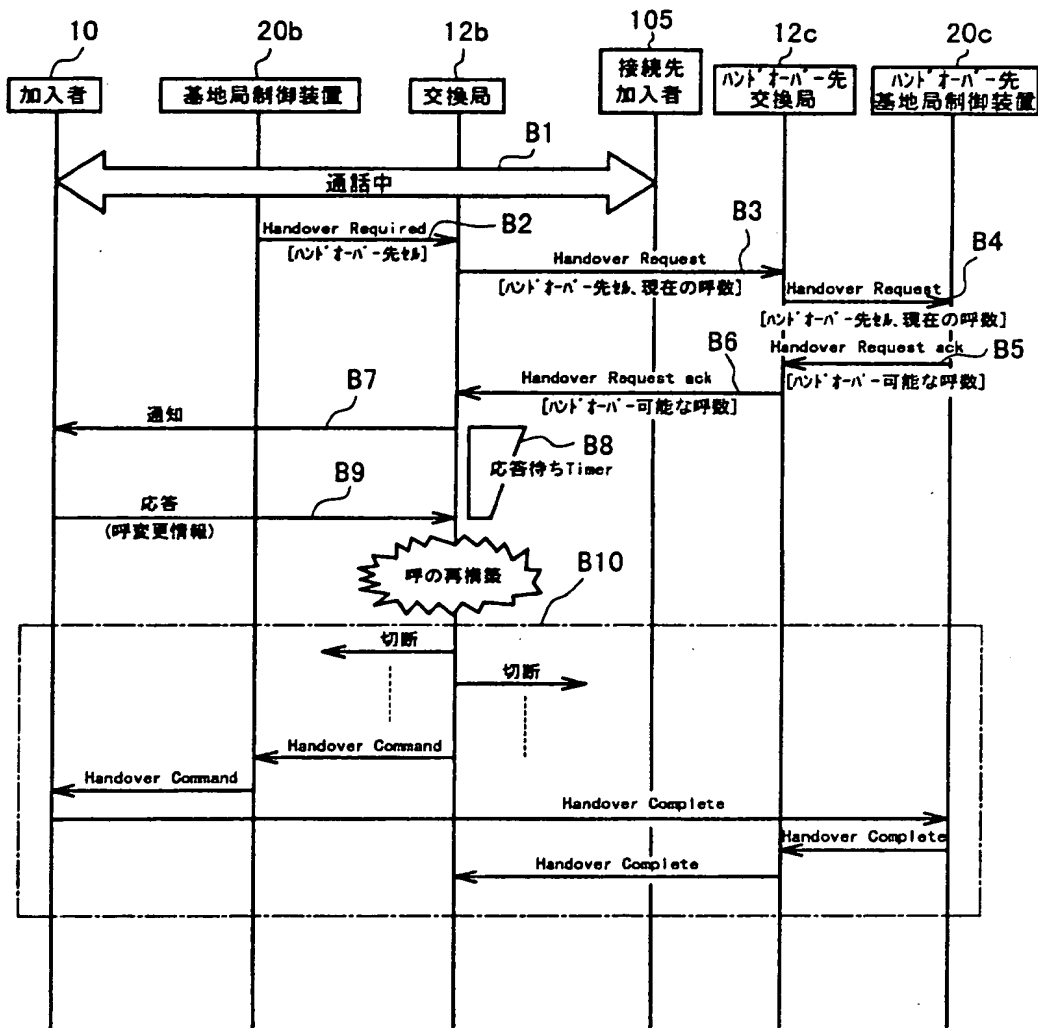 10
20b
12b
105
12c
20c
加入者
基地局制御装置
交換局
接続先
加入者
ハンドオーバー先
交換局
ハンドオーバー先
基地局制御装置
B1
通話中
Handover Required
B2
[ハンドオーバー先セル]
Handover Request
B3
[ハンドオーバー先セル、現在の呼数]
Handover Request
B4
[ハンドオーバー先セル、現在の呼数]
Handover Request ack
B5
[ハンドオーバー可能な呼数]
Handover Request ack
B6
[ハンドオーバー可能な呼数]
通知
B7
B8
応答待ちTimer
応答
B9
(呼変更情報)
呼の再構築
B10
切断
切断
Handover Command
Handover Command
Handover Complete
Handover Complete
Handover Complete